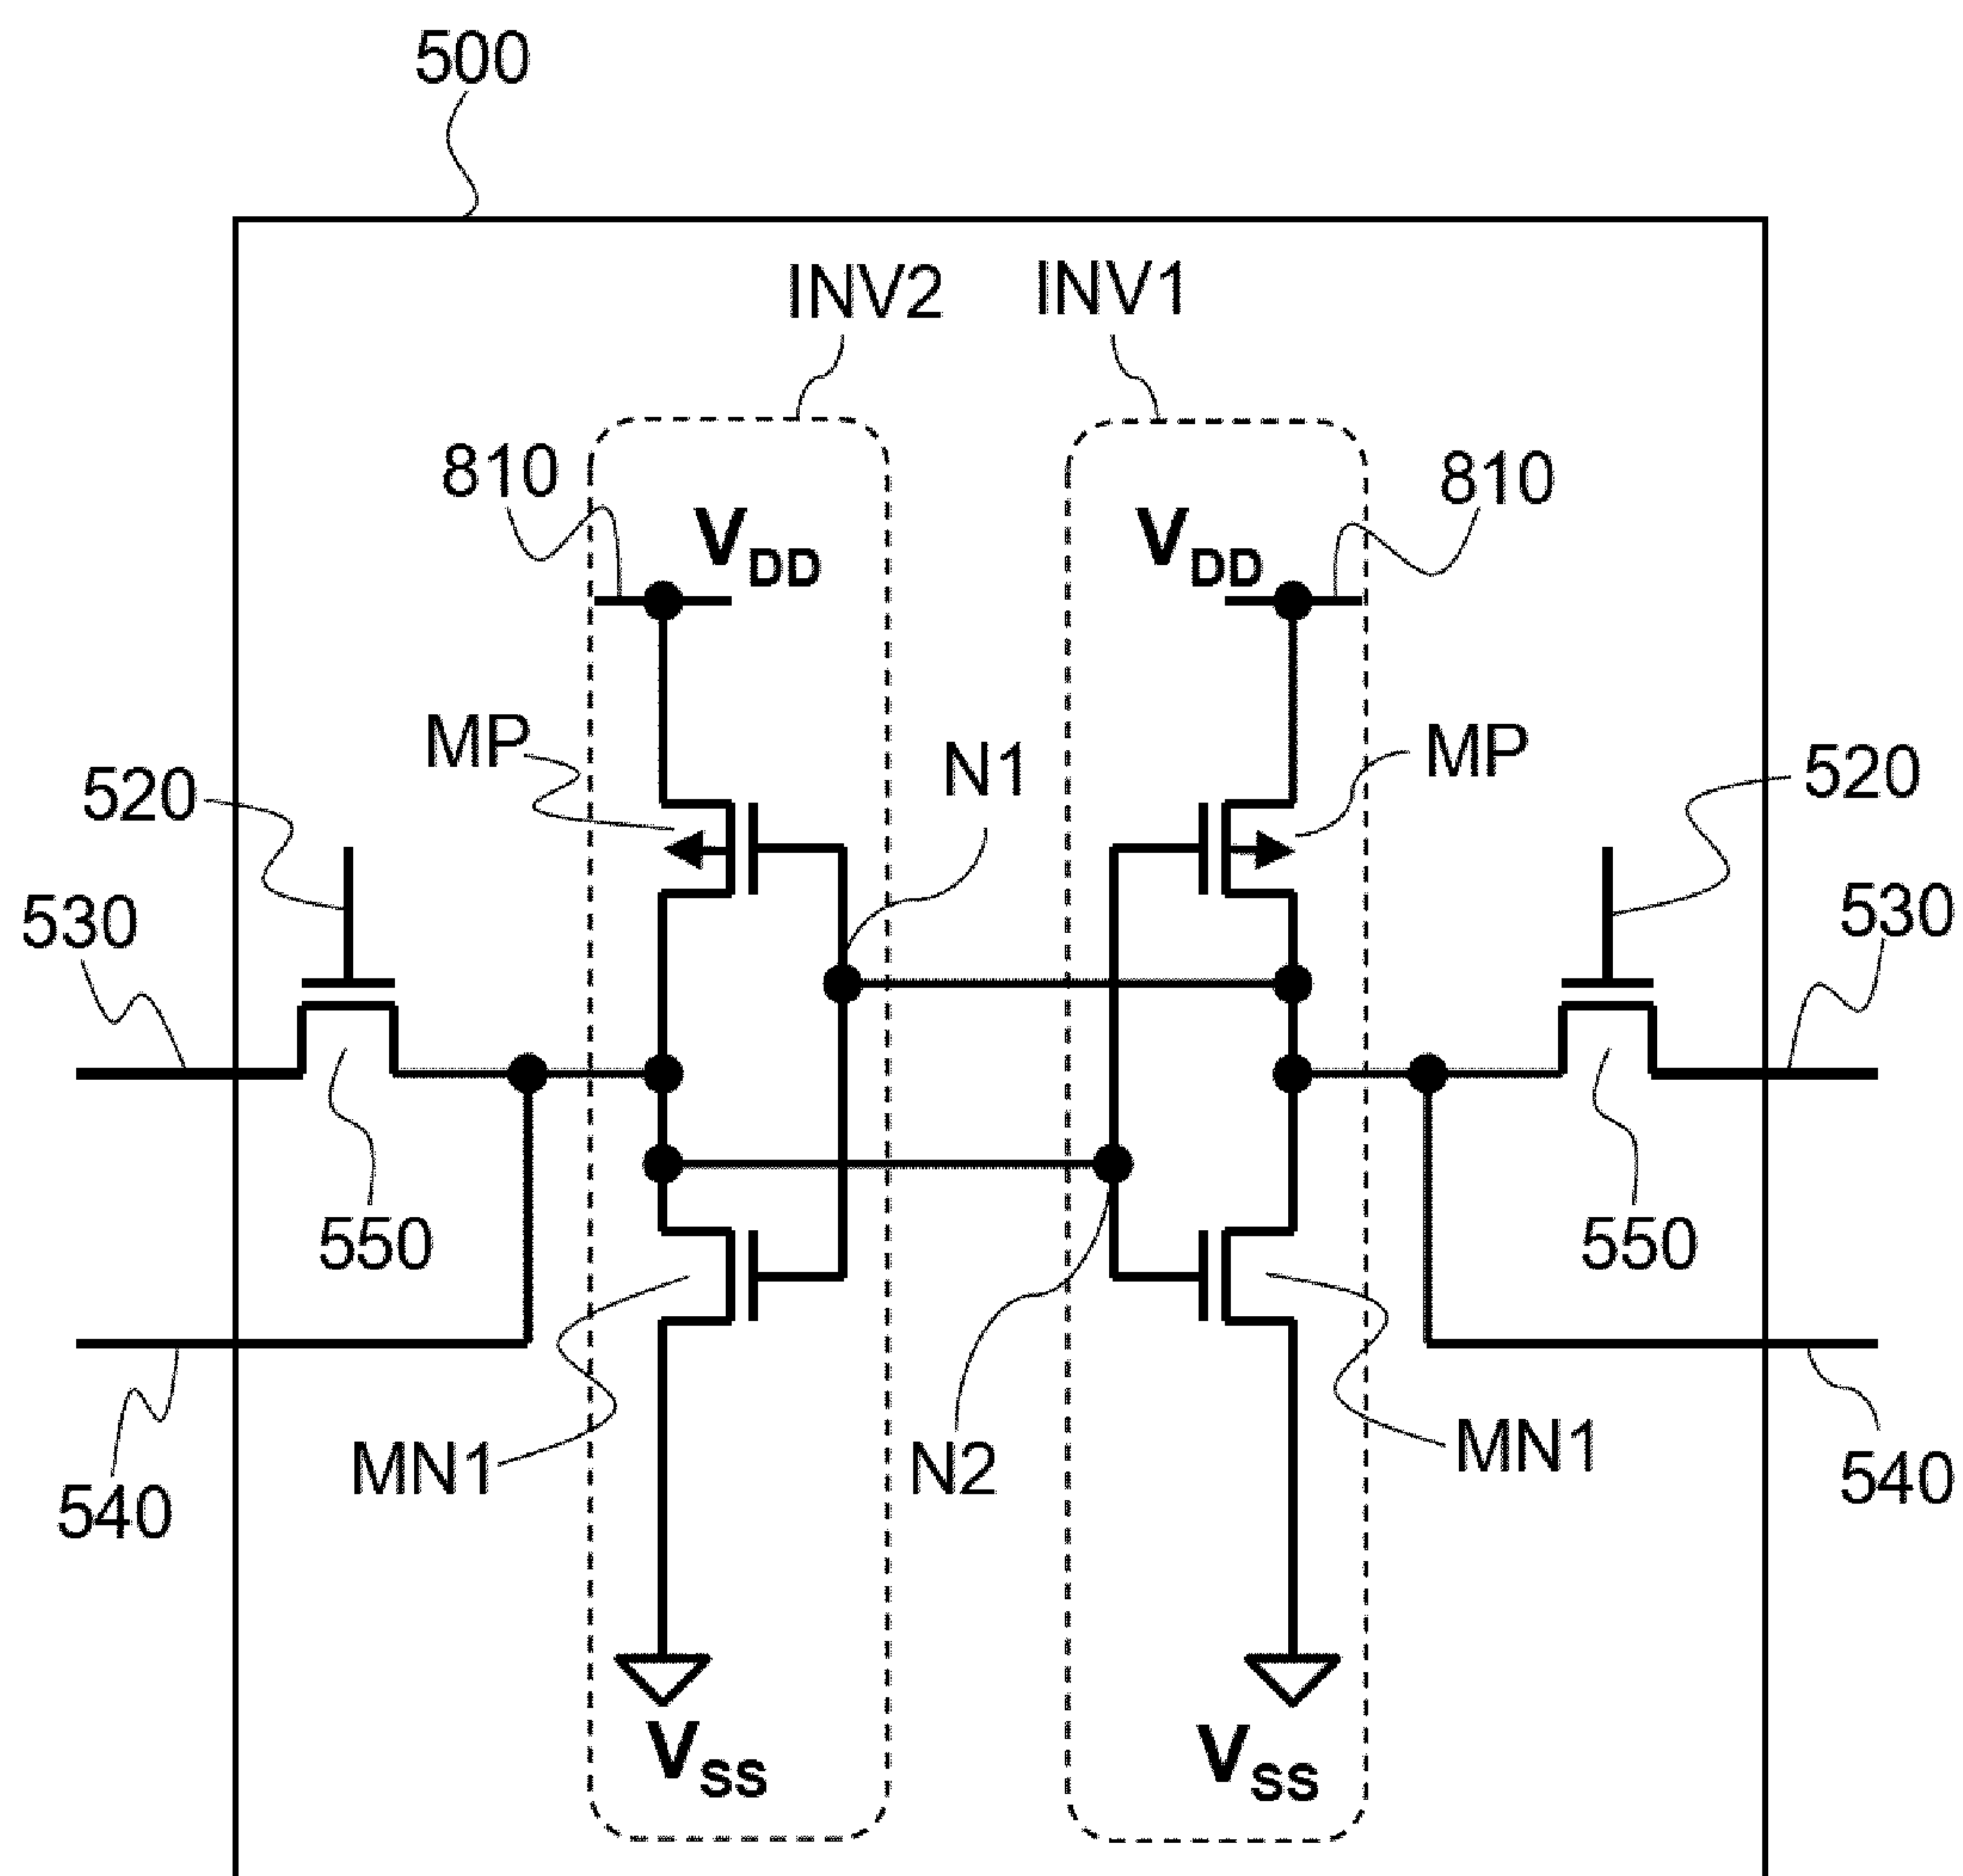 500
INV2 INV1
810 810
VDD VDD
MP N1 MP
520 520
530 530
550 550
MN1 N2 MN1
540 540
VSS VSS